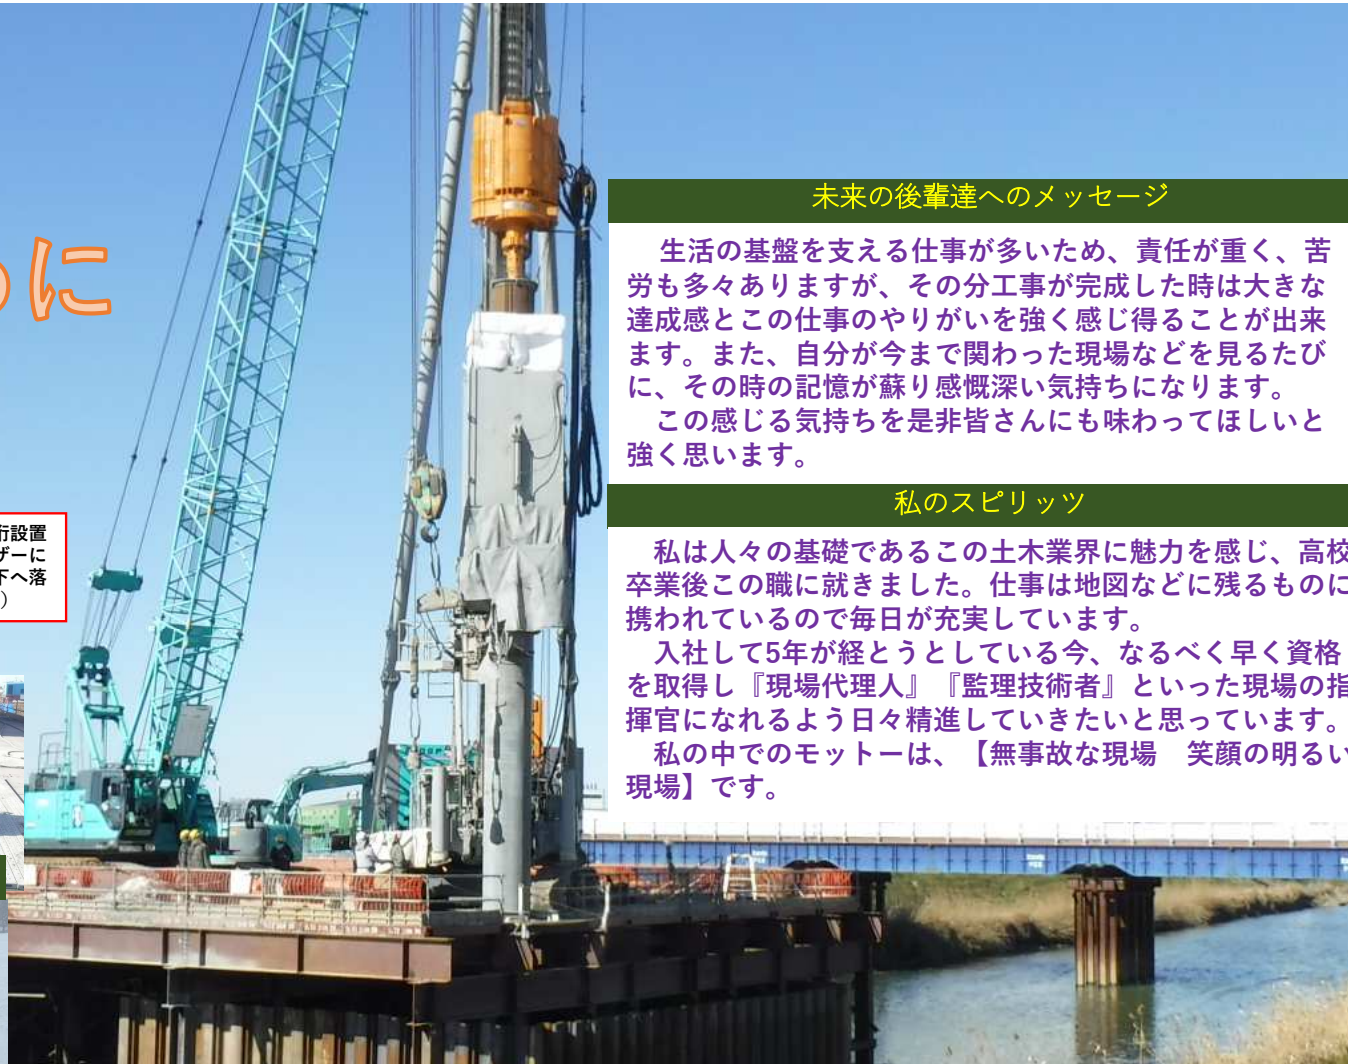 に
未来の後輩達へのメッセージ
生活の基盤を支える仕事が多いため、責任が重く、苦
労も多々ありますが、その分工事が完成した時は大きな
達成感とこの仕事のやりがいを強く感じ得ることが出来
ます。また、自分が今まで関わった現場などを見るたび
に、その時の記憶が蘇り感慨深い気持ちになります。
この感じる気持ちを是非皆さんにも味わってほしいと
強く思います。
桁設置
ザーに
下へ落
）
私のスピリッツ
私は人々の基礎であるこの土木業界に魅力を感じ、高校
卒業後この職に就きました。仕事は地図などに残るものに
携われているので毎日が充実しています。
入社して5年が経とうとしている今、なるべく早く資格
を取得し『現場代理人』『監理技術者』といった現場の指
揮官になれるよう日々精進していきたいと思っています。
私の中でのモットーは、【無事故な現場　笑顔の明るい
現場】です。